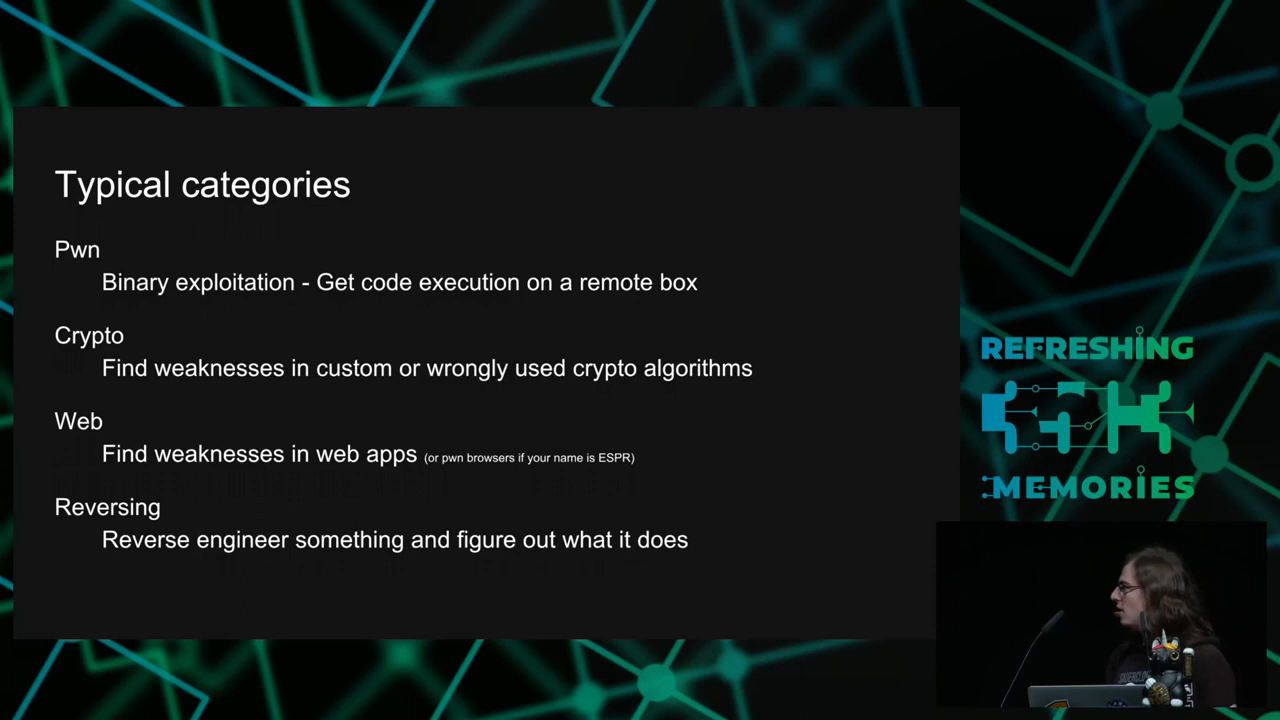 Typical categories
Pwn
Binary exploitation - Get code execution on a remote box
Crypto
Find weaknesses in custom or wrongly used crypto algorithms
Web
Find weaknesses in web apps (or pwn browsers if your name is ESPR)
Reversing
Reverse engineer something and figure out what it does
REFRESHING
MEMORIES